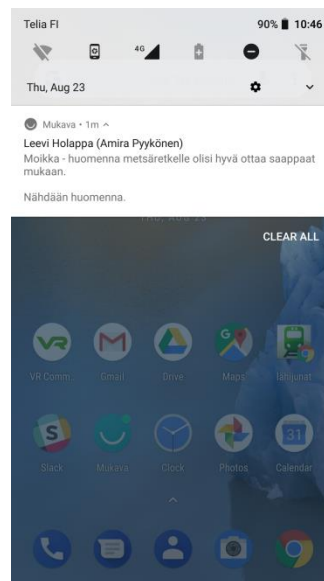 Telia FI 90% 10:46
4G
Thu, Aug 23
Mukava • 1m
Leevi Holappa (Amira Pyykönen)
Moikka - huomenna metsäretkelle olisi hyvä ottaa saappaat
mukaan.
Nähdään huomenna.
THU, AUG 23
CLEAR ALL
VR Comm Gmail Drive Maps lähijunat
31
Slack Mukava Clock Photos Calendar